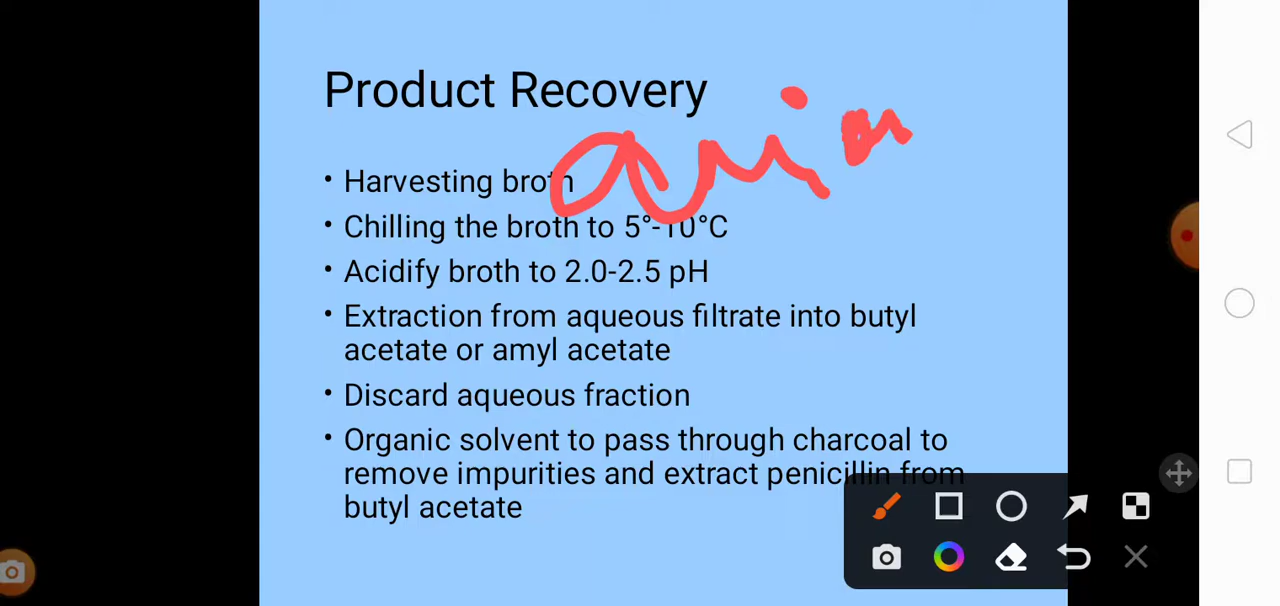 Product Recovery
• Harvesting broth
• Chilling the broth to 5°-10°C
• Acidify broth to 2.0-2.5 pH
• Extraction from aqueous filtrate into butyl
acetate or amyl acetate
• Discard aqueous fraction
• Organic solvent to pass through charcoal to
remove impurities and extract penicillin from
butyl acetate